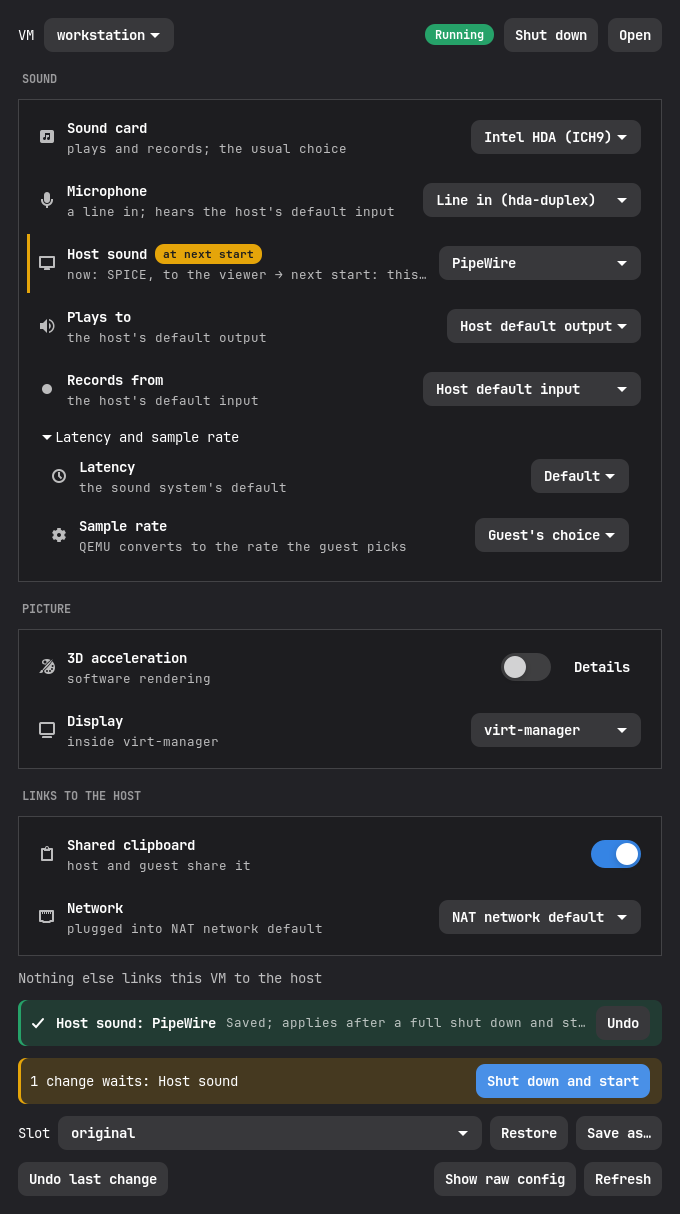 VM workstation Running Shut down Open
SOUND
Sound card
plays and records; the usual choice
Intel HDA (ICH9)
Microphone
a line in; hears the host's default input
Line in (hda-duplex)
Host sound at next start
now: SPICE, to the viewer → next start: this…
PipeWire
Plays to
the host's default output
Host default output
Records from
the host's default input
Host default input
Latency and sample rate
Latency
the sound system's default
Default
Sample rate
QEMU converts to the rate the guest picks
Guest's choice
PICTURE
3D acceleration
software rendering
Details
Display
inside virt-manager
virt-manager
LINKS TO THE HOST
Shared clipboard
host and guest share it
Network
plugged into NAT network default
NAT network default
Nothing else links this VM to the host
Host sound: PipeWire Saved; applies after a full shut down and st… Undo
1 change waits: Host sound Shut down and start
Slot original Restore Save as…
Undo last change Show raw config Refresh